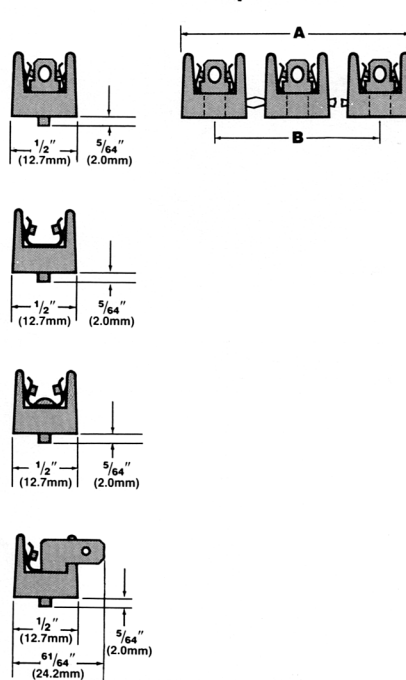 A
B
1/2"
(12.7mm)
5/64"
(2.0mm)
1/2"
(12.7mm)
5/64"
(2.0mm)
1/2"
(12.7mm)
5/64"
(2.0mm)
1/2"
(12.7mm)
5/64"
(2.0mm)
61/64"
(24.2mm)